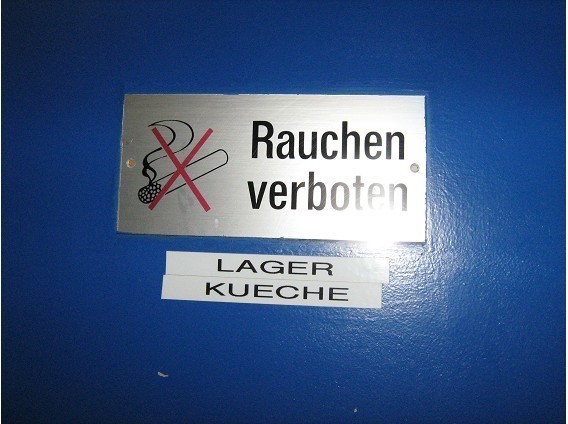 Rauchen
verboten
LAGER
KUECHE